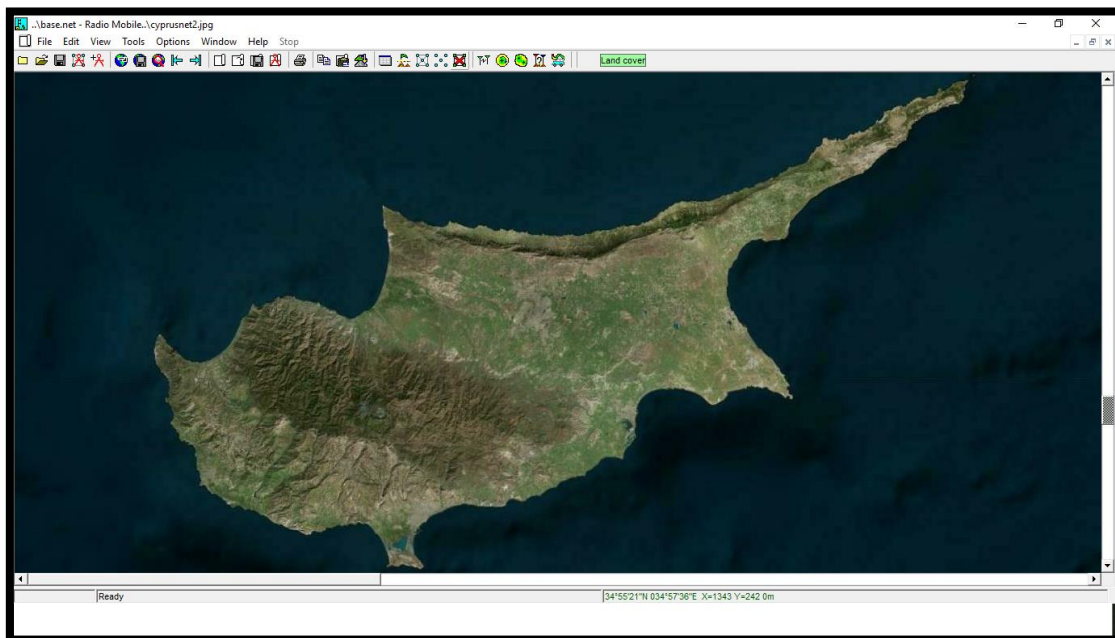 ..\base.net - Radio Mobile..\cyprusnet2.jpg
File Edit View Tools Options Window Help Stop
Land cover
Ready
34°55'21"N 034°57'36"E X=1343 Y=242 0m